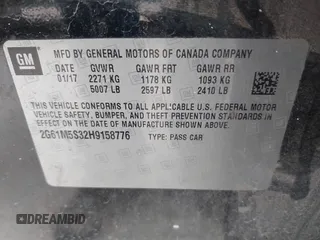 GM
MFD BY GENERAL MOTORS OF CANADA COMPANY
DATE GVWR GAWR FRT GAWR RR
01/17 2271 KG 1178 KG 1093 KG
5007 LB 2597 LB 2410 LB
THIS VEHICLE CONFORMS TO ALL APPLICABLE U.S. FEDERAL MOTOR
VEHICLE SAFETY, BUMPER, AND THEFT PREVENTION STANDARDS
IN EFFECT ON THE DATE OF MANUFACTURE SHOWN ABOVE.
2G61M5S32H9158776 TYPE: PASS CAR
DREAMBID